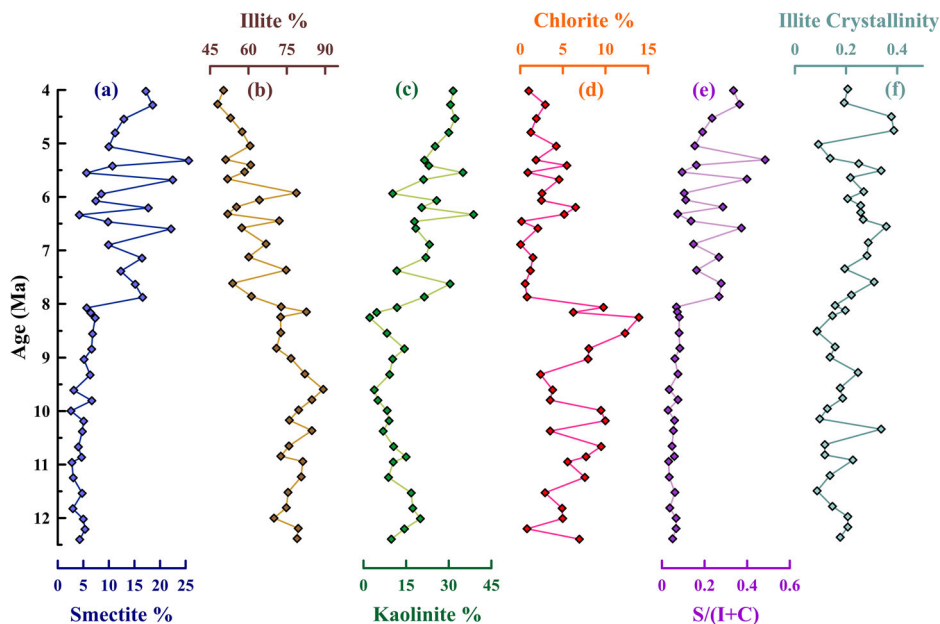 Illite %
45 60 75 90
Chlorite %
0 5 10 15
Illite Crystallinity
0 0.2 0.4
(a) (b) (c) (d) (e) (f)
Age (Ma)
4
5
6
7
8
9
10
11
12
0 5 10 15 20 25
Smectite %
0 15 30 45
Kaolinite %
0 0.2 0.4 0.6
S/(I+C)